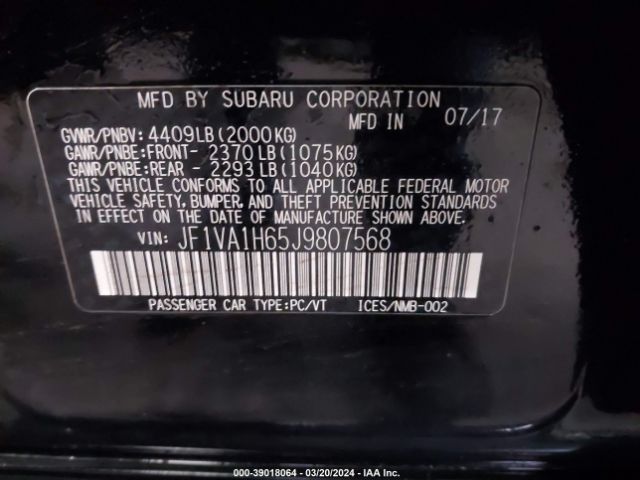 MFD BY SUBARU CORPORATION
MFD IN 07/17
GVWR/PNBV: 4409LB (2000KG)
GAWR/PNBE:FRONT- 2370 LB (1075KG)
GAWR/PNBE:REAR - 2293 LB (1040KG)
THIS VEHICLE CONFORMS TO ALL APPLICABLE FEDERAL MOTOR
VEHICLE SAFETY, BUMPER, AND THEFT PREVENTION STANDARDS
IN EFFECT ON THE DATE OF MANUFACTURE SHOWN ABOVE.
VIN: JF1VA1H65J9807568
PASSENGER CAR TYPE:PC/VT ICES/NMB-002
000-39018064 - 03/20/2024 - IAA Inc.